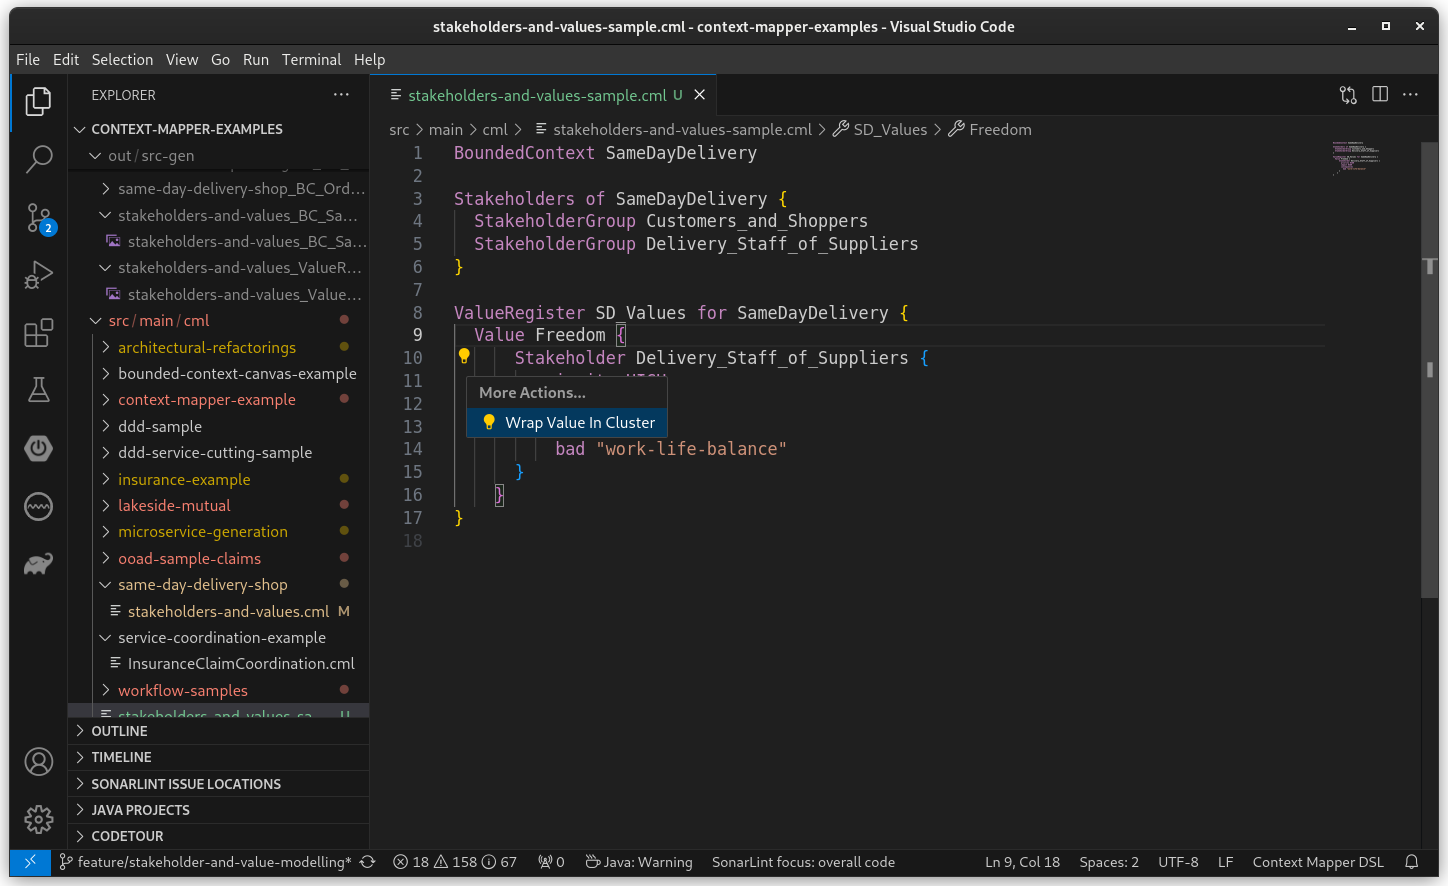 stakeholders-and-values-sample.cml - context-mapper-examples - Visual Studio Code
File Edit Selection View Go Run Terminal Help
EXPLORER
CONTEXT-MAPPER-EXAMPLES
out / src-gen
same-day-delivery-shop_BC_Ord...
stakeholders-and-values_BC_Sa...
stakeholders-and-values_BC_Sa...
stakeholders-and-values_ValueR...
stakeholders-and-values_Value...
src / main / cml
architectural-refactorings
bounded-context-canvas-example
context-mapper-example
ddd-sample
ddd-service-cutting-sample
insurance-example
lakeside-mutual
microservice-generation
ooad-sample-claims
same-day-delivery-shop
stakeholders-and-values.cml M
service-coordination-example
InsuranceClaimCoordination.cml
workflow-samples
stakeholders-and-values-sa... U
OUTLINE
TIMELINE
SONARLINT ISSUE LOCATIONS
JAVA PROJECTS
CODETOUR
2
stakeholders-and-values-sample.cml U
src > main > cml > stakeholders-and-values-sample.cml > SD_Values > Freedom
1 BoundedContext SameDayDelivery
2
3 Stakeholders of SameDayDelivery {
4 StakeholderGroup Customers_and_Shoppers
5 StakeholderGroup Delivery_Staff_of_Suppliers
6 }
7
8 ValueRegister SD_Values for SameDayDelivery {
9 Value Freedom {
10 Stakeholder Delivery_Staff_of_Suppliers {
11
More Actions...
12
Wrap Value In Cluster
13
14 bad "work-life-balance"
15 }
16 }
17 }
18
feature/stakeholder-and-value-modelling* 18 158 67 0 Java: Warning SonarLint focus: overall code Ln 9, Col 18 Spaces: 2 UTF-8 LF Context Mapper DSL